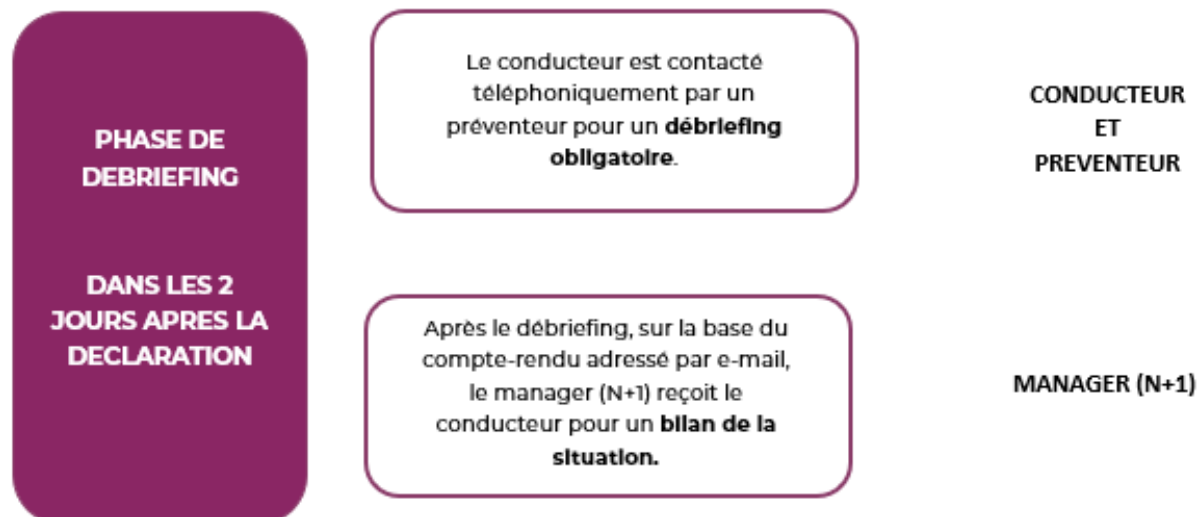 PHASE DE
DEBRIEFING
DANS LES 2
JOURS APRES LA
DECLARATION
Le conducteur est contacté
téléphoniquement par un
préventeur pour un débriefing
obligatoire.
CONDUCTEUR
ET
PREVENTEUR
Après le débriefing, sur la base du
compte-rendu adressé par e-mail,
le manager (N+1) reçoit le
conducteur pour un bilan de la
situation.
MANAGER (N+1)